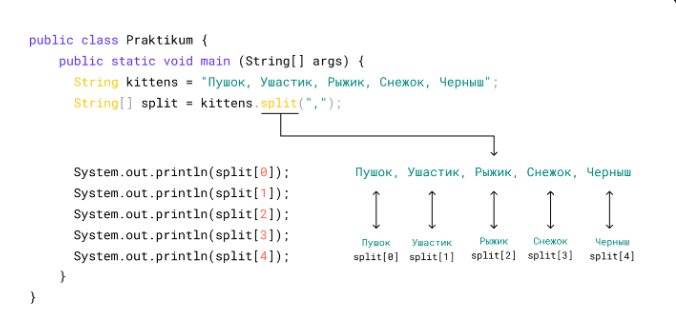 public class Praktikum {
public static void main (String[] args) {
String kittens = "Пушок, Ушастик, Рыжик, Снежок, Черныш";
String[] split = kittens.split(",");
System.out.println(split[0]);
System.out.println(split[1]);
System.out.println(split[2]);
System.out.println(split[3]);
System.out.println(split[4]);
}
}
Пушок, Ушастик, Рыжик, Снежок, Черныш
Пушок Ушастик Рыжик Снежок Черныш
split[0] split[1] split[2] split[3] split[4]